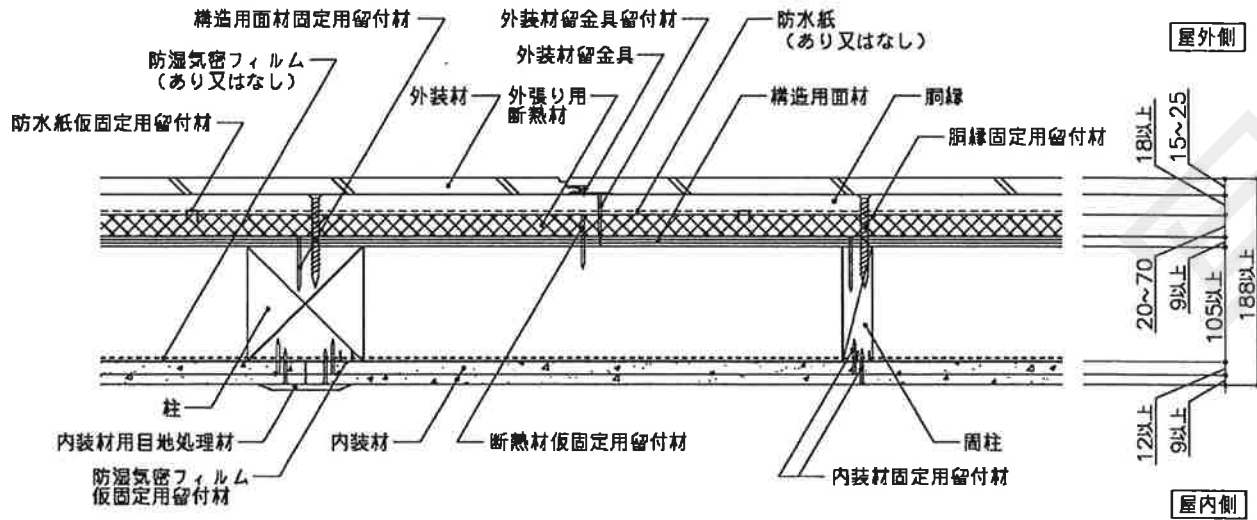 構造用面材固定用留付材
外装材留金具留付材
防水紙
（あり又はなし）
屋外側
防湿気密フィルム
（あり又はなし）
外装材留金具
外装材
外張り用
断熱材
構造用面材
胴縁
防水紙仮固定用留付材
胴縁固定用留付材
18以上
15~25
20~70
9以上
105以上
188以上
柱
内装材用目地処理材
内装材
断熱材仮固定用留付材
間柱
防湿気密フィルム
仮固定用留付材
内装材固定用留付材
12以上
9以上
屋内側